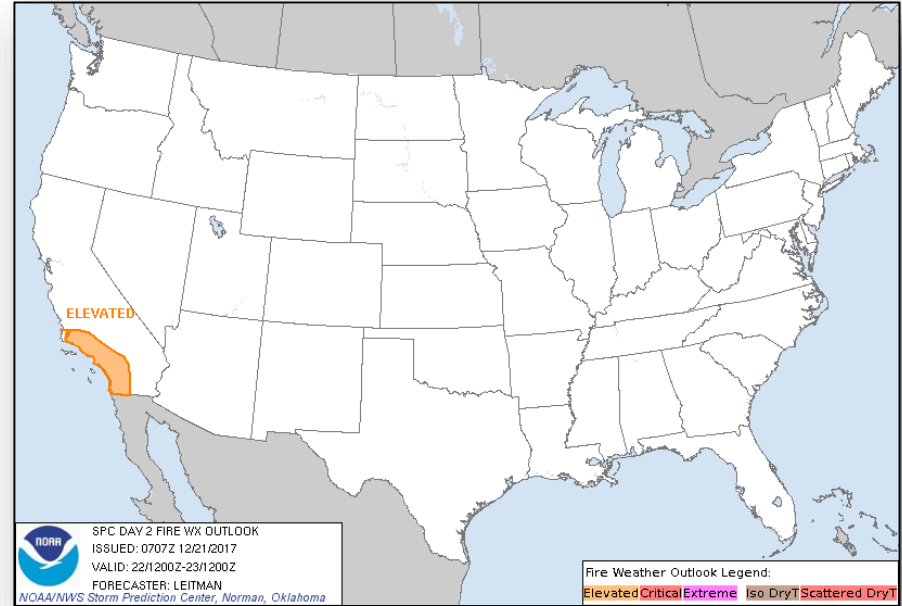 ELEVATED
SPC DAY 2 FIRE WX OUTLOOK
ISSUED: 0707Z 12/21/2017
VALID: 22/1200Z-23/1200Z
FORECASTER: LEITMAN
NOAA/NWS Storm Prediction Center, Norman, Oklahoma
NOAA
Fire Weather Outlook Legend:
Elevated Critical Extreme Iso DryT Scattered DryT